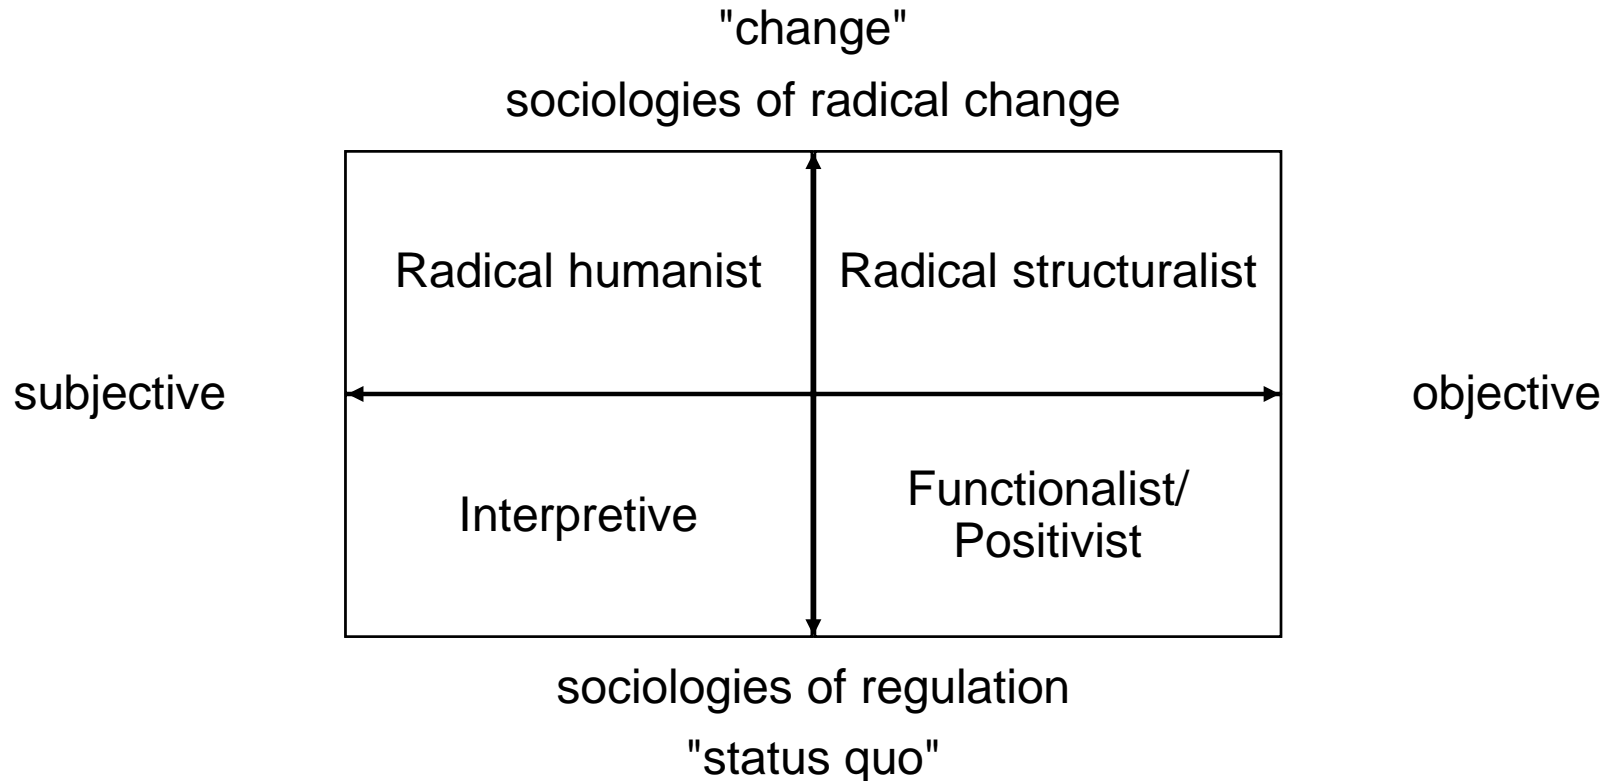 "change"
sociologies of radical change
Radical humanist
Radical structuralist
subjective
objective
Interpretive
Functionalist/
Positivist
sociologies of regulation
"status quo"